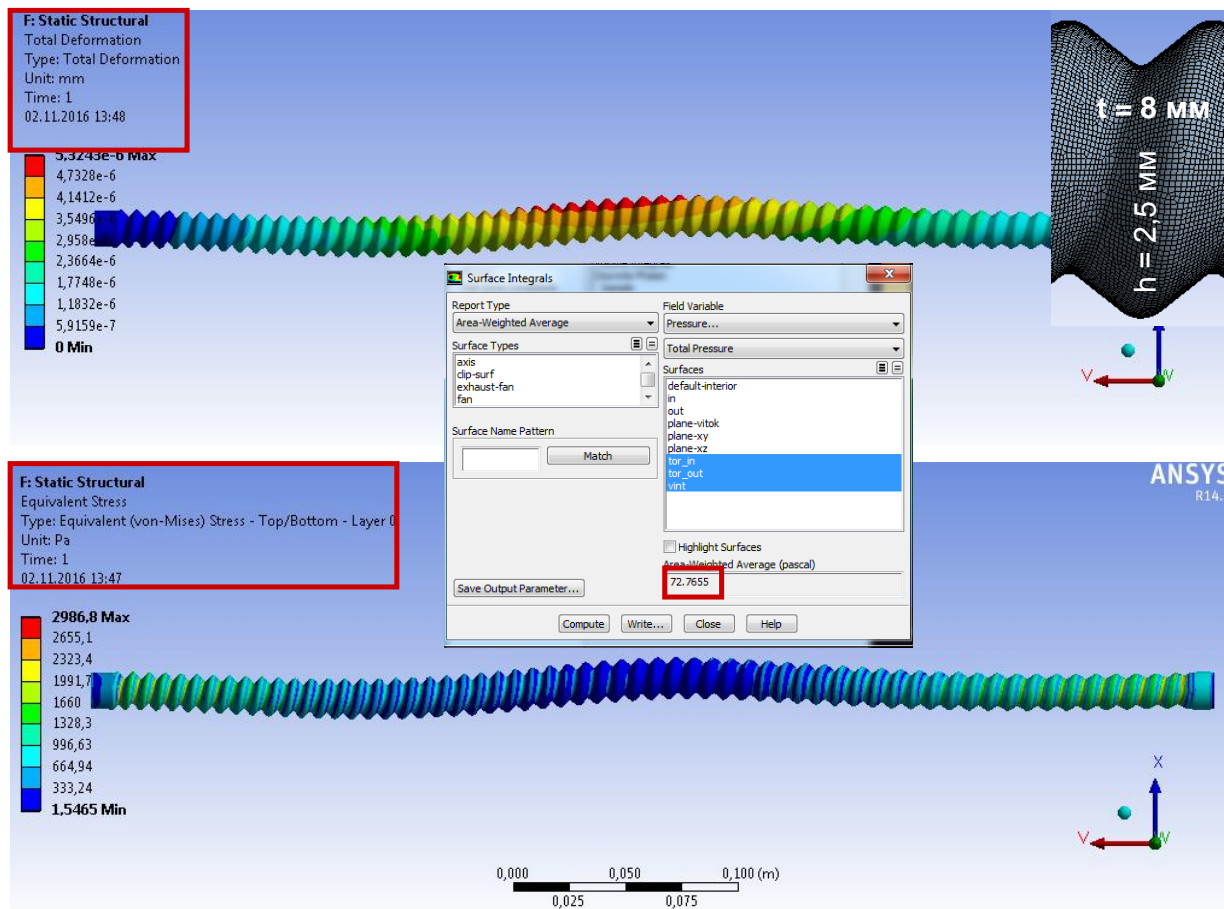 F: Static Structural
Total Deformation
Type: Total Deformation
Unit: mm
Time: 1
02.11.2016 13:48
5,3243e-6 Max
4,7328e-6
4,1412e-6
3,5496
2,958e
2,3664e-6
1,7748e-6
1,1832e-6
5,9159e-7
0 Min
t = 8 мм
h = 2,5 мм
Surface Integrals
Report Type
Area-Weighted Average
Surface Types
axis
clip-surf
exhaust-fan
fan
Surface Name Pattern
Match
Save Output Parameter...
Field Variable
Pressure...
Total Pressure
Surfaces
default-interior
in
out
plane-vitok
plane-xy
plane-xz
tor_in
tor_out
vint
Highlight Surfaces
Area-Weighted Average (pascal)
72.7655
Compute
Write...
Close
Help
F: Static Structural
Equivalent Stress
Type: Equivalent (von-Mises) Stress - Top/Bottom - Layer 0
Unit: Pa
Time: 1
02.11.2016 13:47
ANSYS
R14.
2986,8 Max
2655,1
2323,4
1991,7
1660
1328,3
996,63
664,94
333,24
1,5465 Min
X
0,000
0,050
0,100 (m)
0,025
0,075